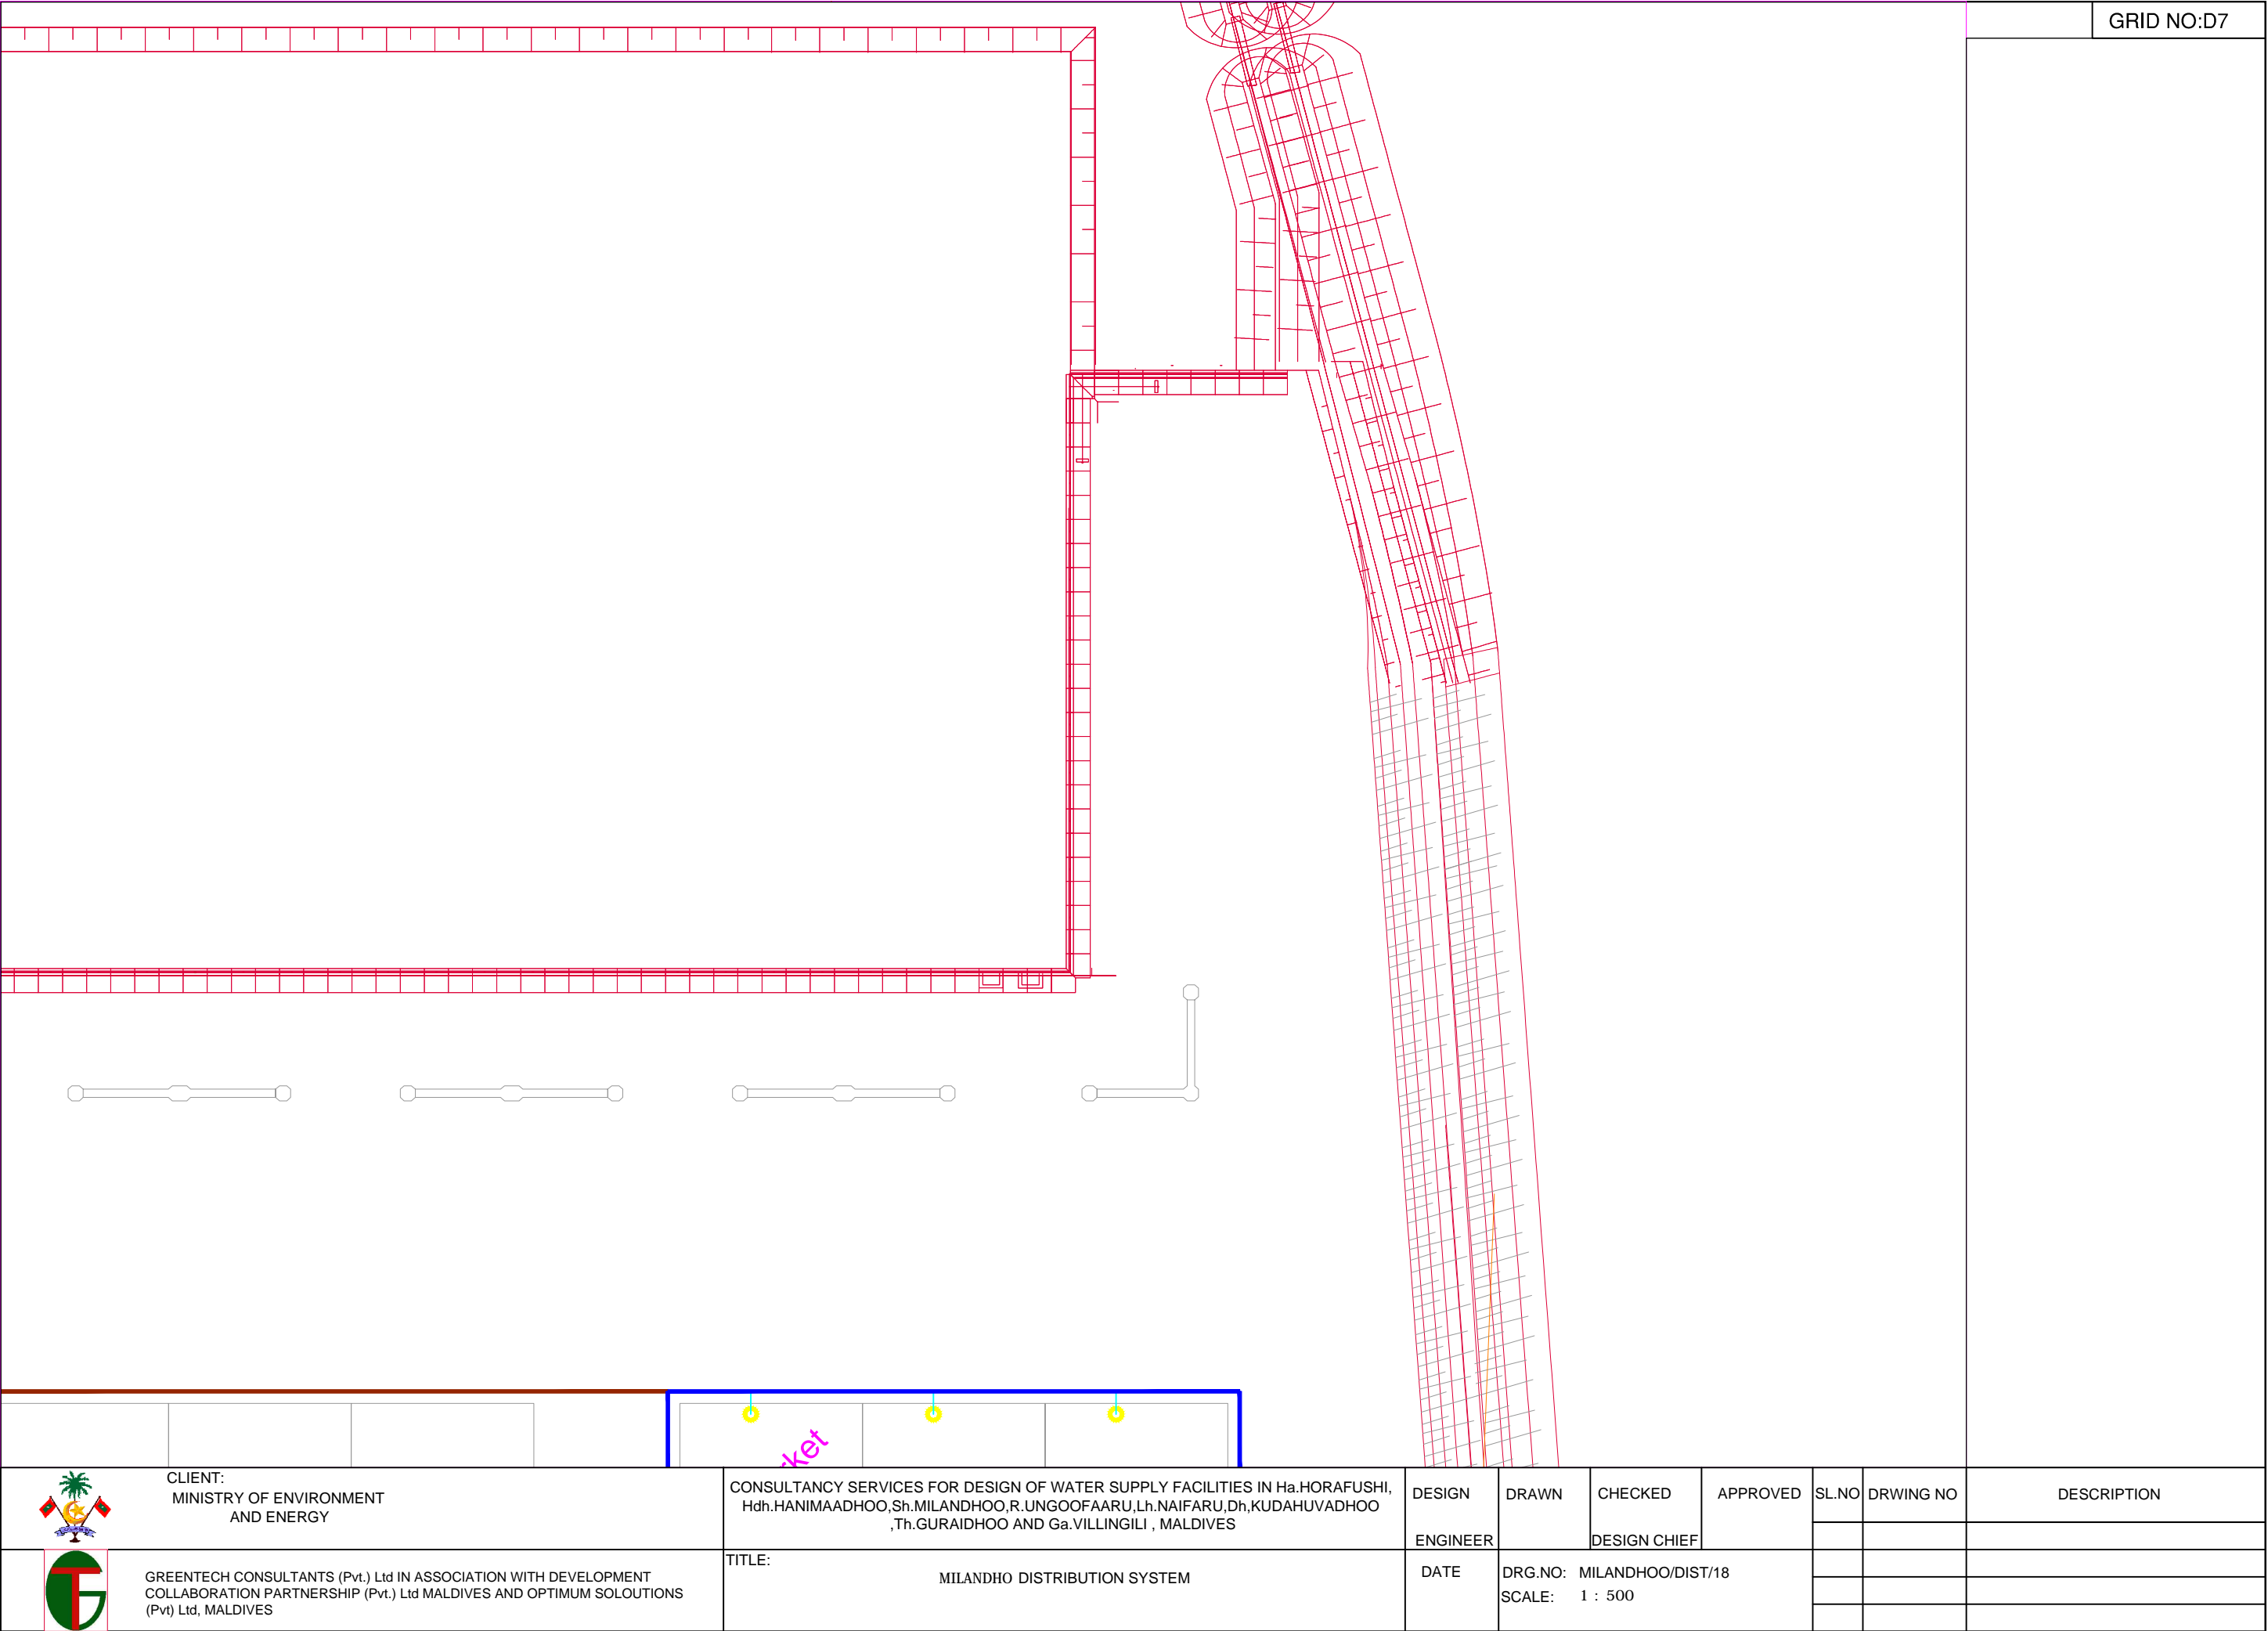 GRID NO:D7
ket
CLIENT:
MINISTRY OF ENVIRONMENT
AND ENERGY
CONSULTANCY SERVICES FOR DESIGN OF WATER SUPPLY FACILITIES IN Ha.HORAFUSHI,
Hdh.HANIMAADHOO,Sh.MILANDHOO,R.UNGOOFAARU,Lh.NAIFARU,Dh,KUDAHUVADHOO
,Th.GURAIDHOO AND Ga.VILLINGILI , MALDIVES
DESIGN
ENGINEER
DRAWN
CHECKED
DESIGN CHIEF
APPROVED
SL.NO
DRWING NO
DESCRIPTION
GREENTECH CONSULTANTS (Pvt.) Ltd IN ASSOCIATION WITH DEVELOPMENT
COLLABORATION PARTNERSHIP (Pvt.) Ltd MALDIVES AND OPTIMUM SOLOUTIONS
(Pvt) Ltd, MALDIVES
TITLE:
MILANDHO DISTRIBUTION SYSTEM
DATE
DRG.NO: MILANDHOO/DIST/18
SCALE: 1 : 500